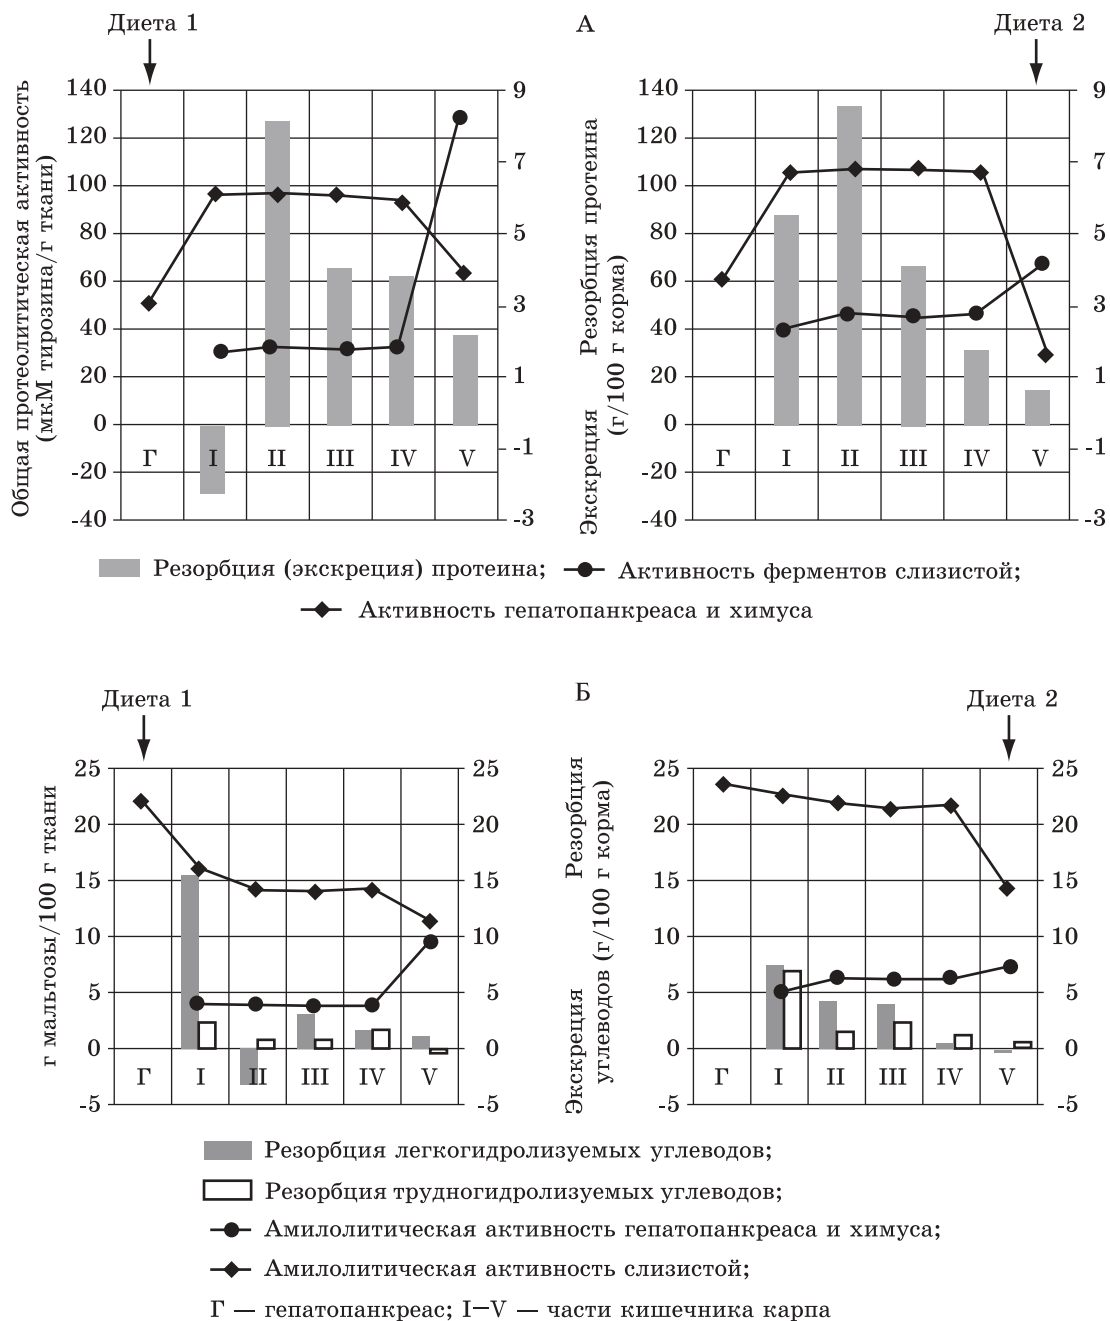 Диета 1
А
Диета 2
Общая протеолитическая активность
(мкМ тирозина/г ткани)
140
120
100
80
60
40
20
0
-20
-40
Г I II III IV V
9
7
5
3
1
-1
-3
Экскреция Резорбция протеина
(г/100 г корма)
140
120
100
80
60
40
20
0
-20
-40
Г I II III IV V
9
7
5
3
1
-1
-3
Резорбция (экскреция) протеина; Активность ферментов слизистой;
Активность гепатопанкреаса и химуса
Диета 1
Б
Диета 2
г мальтозы/100 г ткани
25
20
15
10
5
0
-5
Г I II III IV V
25
20
15
10
5
0
-5
Экскреция Резорбция
углеводов (г/100 г корма)
25
20
15
10
5
0
-5
Г I II III IV V
25
20
15
10
5
0
-5
Резорбция легкогидролизуемых углеводов;
Резорбция трудногидролизуемых углеводов;
Амилолитическая активность гепатопанкреаса и химуса;
Амилолитическая активность слизистой;
Г — гепатопанкреас; I—V — части кишечника карпа